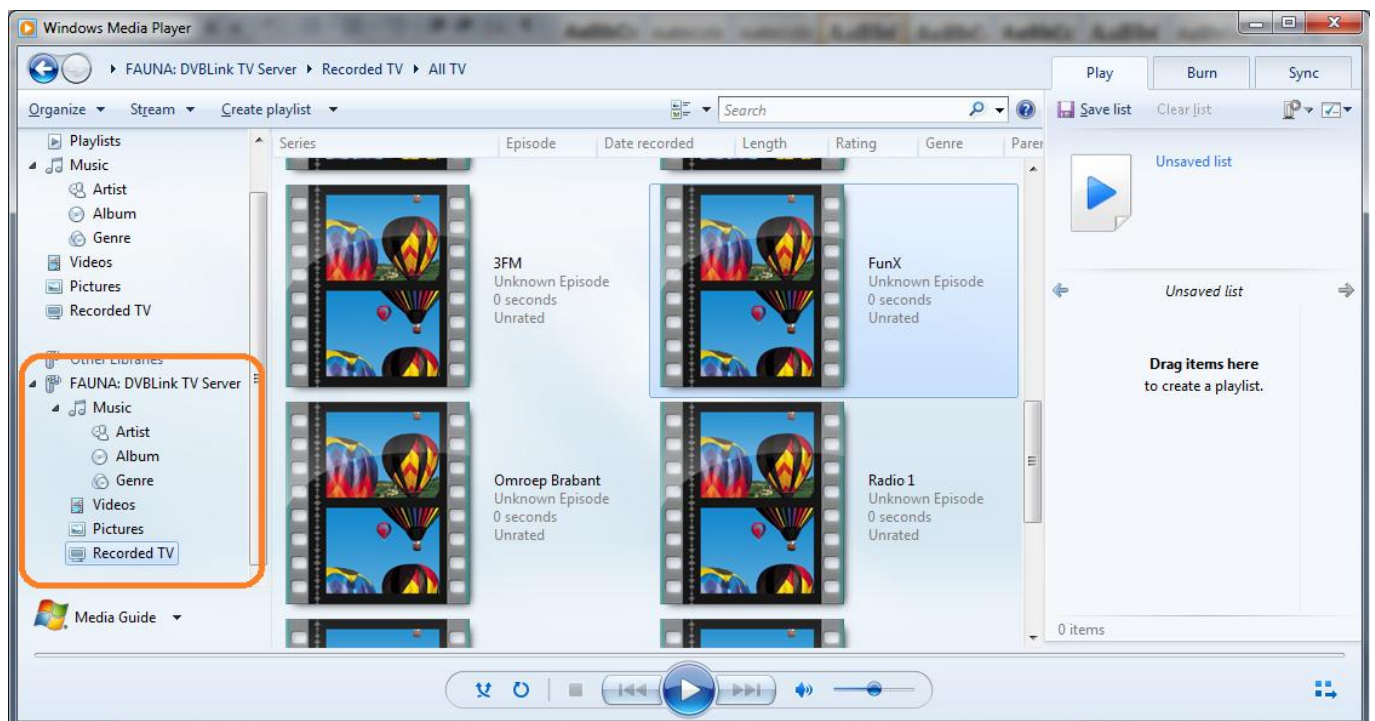 Windows Media Player
FAUNA: DVBLink TV Server Recorded TV All TV
Play Burn Sync
Organize Stream Create playlist Search Save list Clear list
Series Episode Date recorded Length Rating Genre Paren
Playlists
Music
Artist
Album
Genre
Videos
Pictures
Recorded TV
Other Libraries
FAUNA: DVBLink TV Server
Music
Artist
Album
Genre
Videos
Pictures
Recorded TV
Media Guide
3FM
Unknown Episode
0 seconds
Unrated
FunX
Unknown Episode
0 seconds
Unrated
Omroep Brabant
Unknown Episode
0 seconds
Unrated
Radio 1
Unknown Episode
0 seconds
Unrated
Unsaved list
Unsaved list
Drag items here
to create a playlist.
0 items